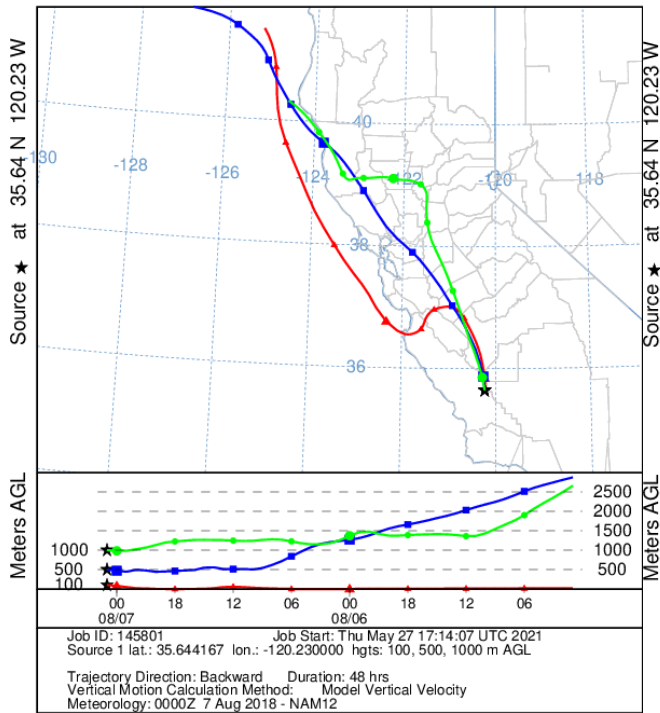 Source ★ at 35.64 N 120.23 W
-130
-128
-126
-124
-122
-120
-118
40
38
36
Source ★ at 35.64 N 120.23 W
Meters AGL
1000
500
100
2500
2000
1500
1000
500
Meters AGL
00 18 12 06 00 18 12 06
08/07 08/06
Job ID: 145801 Job Start: Thu May 27 17:14:07 UTC 2021
Source 1 lat.: 35.644167 lon.: -120.230000 hgts: 100, 500, 1000 m AGL
Trajectory Direction: Backward Duration: 48 hrs
Vertical Motion Calculation Method: Model Vertical Velocity
Meteorology: 0000Z 7 Aug 2018 - NAM12